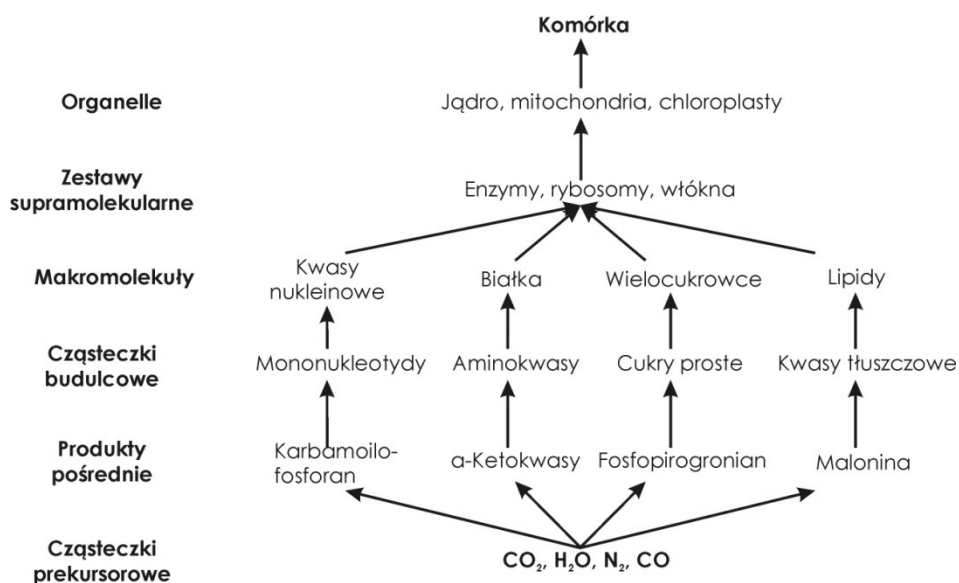 Komórka
Organelle
Jądro, mitochondria, chloroplasty
Zestawy
supramolekularne
Enzymy, rybosomy, włókna
Makromolekuły
Kwasy
nukleinowe
Białka
Wielocukrowce
Lipidy
Cząsteczki
budulcowe
Mononukleotydy
Aminokwasy
Cukry proste
Kwasy tłuszczowe
Produkty
pośrednie
Karbamoilo-
fosforan
a-Ketokwasy
Fosfopirogronian
Malonina
Cząsteczki
prekursorowe
CO₂, H₂O, N₂, CO